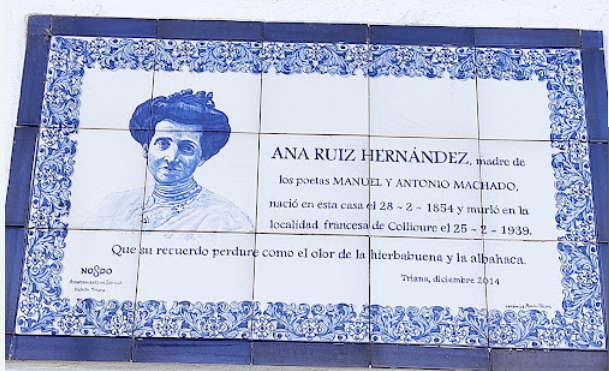 ANA RUIZ HERNÁNDEZ, madre de
los poetas MANUEL Y ANTONIO MACHADO,
nació en esta casa el 28 - 2 - 1854 y murió en la
localidad francesa de Collioure el 25 - 2 - 1939.
Que su recuerdo perdure como el olor de la hierbabuena y la albahaca.
NO8DO
Triana, diciembre 2014